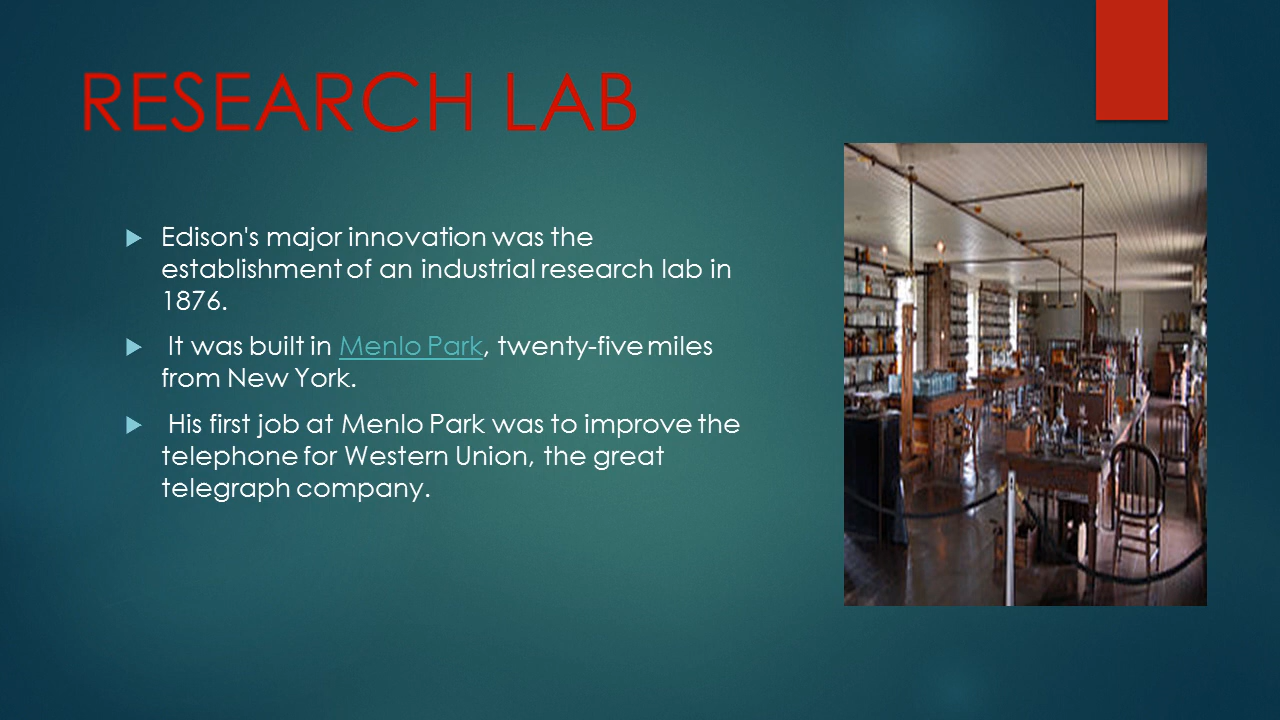 RESEARCH LAB
Edison's major innovation was the
establishment of an industrial research lab in
1876.
It was built in Menlo Park, twenty-five miles
from New York.
His first job at Menlo Park was to improve the
telephone for Western Union, the great
telegraph company.